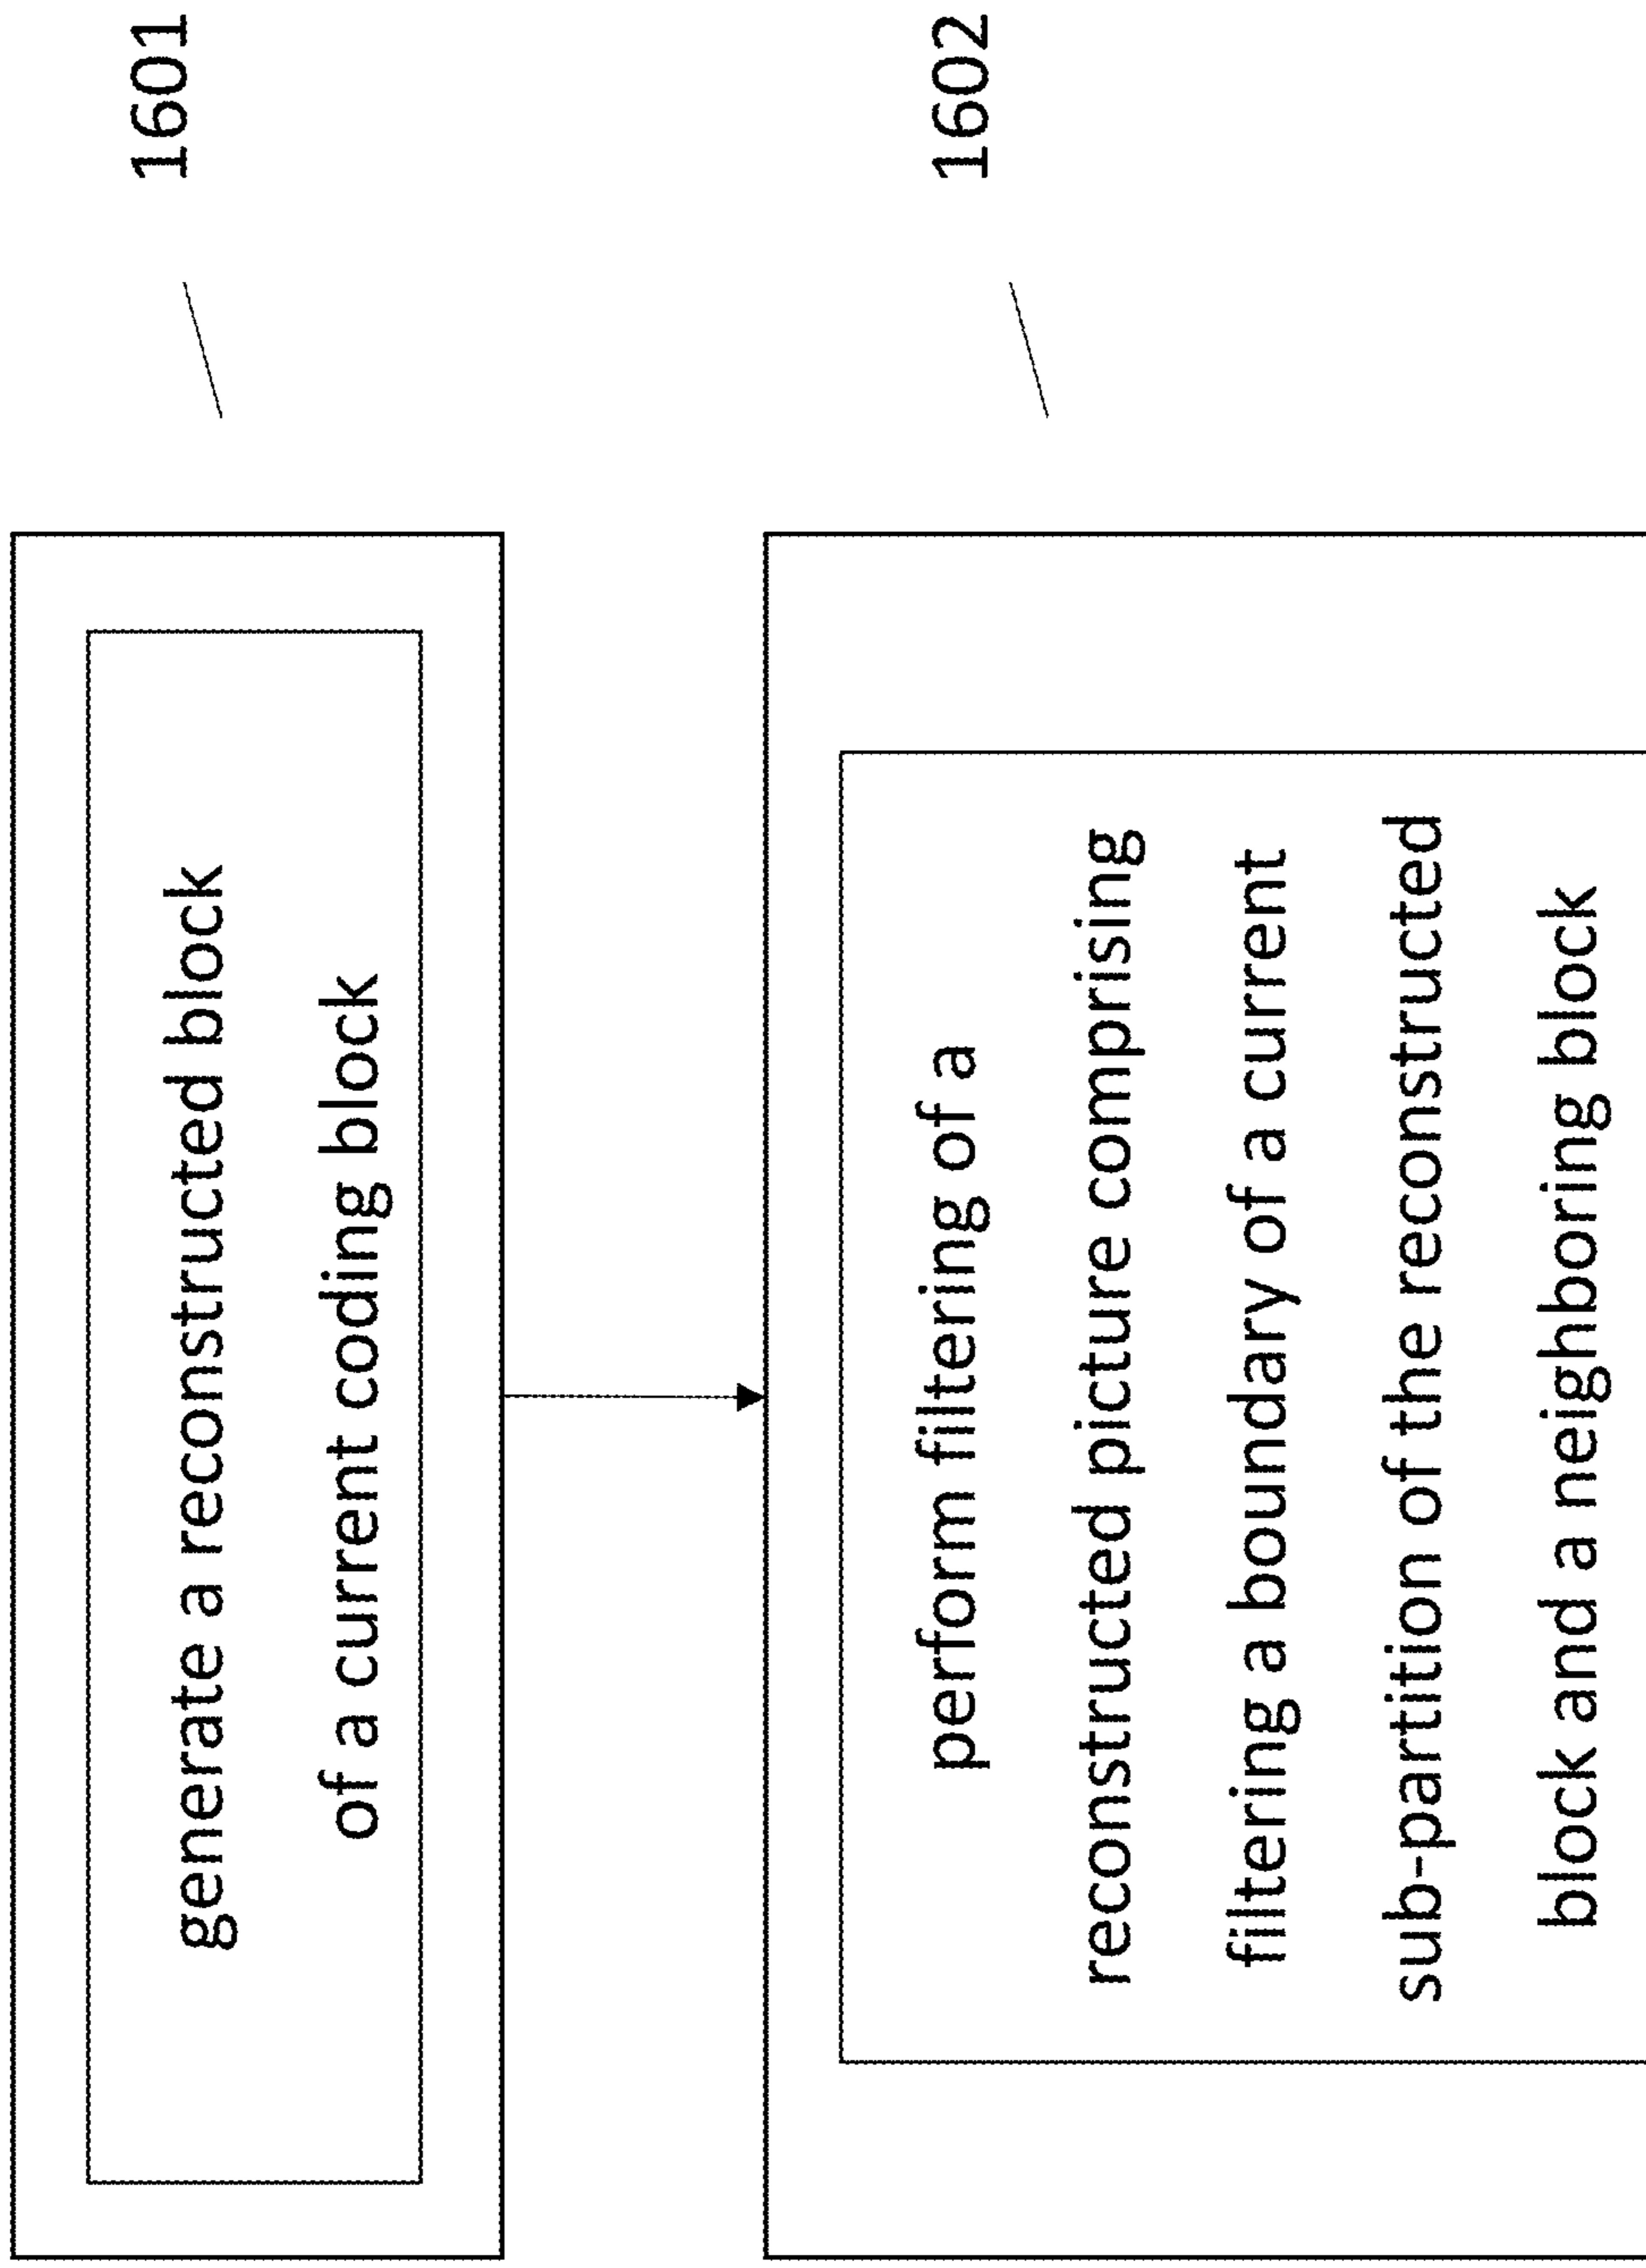 generate a reconstructed block
of a current coding block
1601
perform filtering of a
reconstructed picture comprising
filtering a boundary of a current
sub-partition of the reconstructed
block and a neighboring block
1602